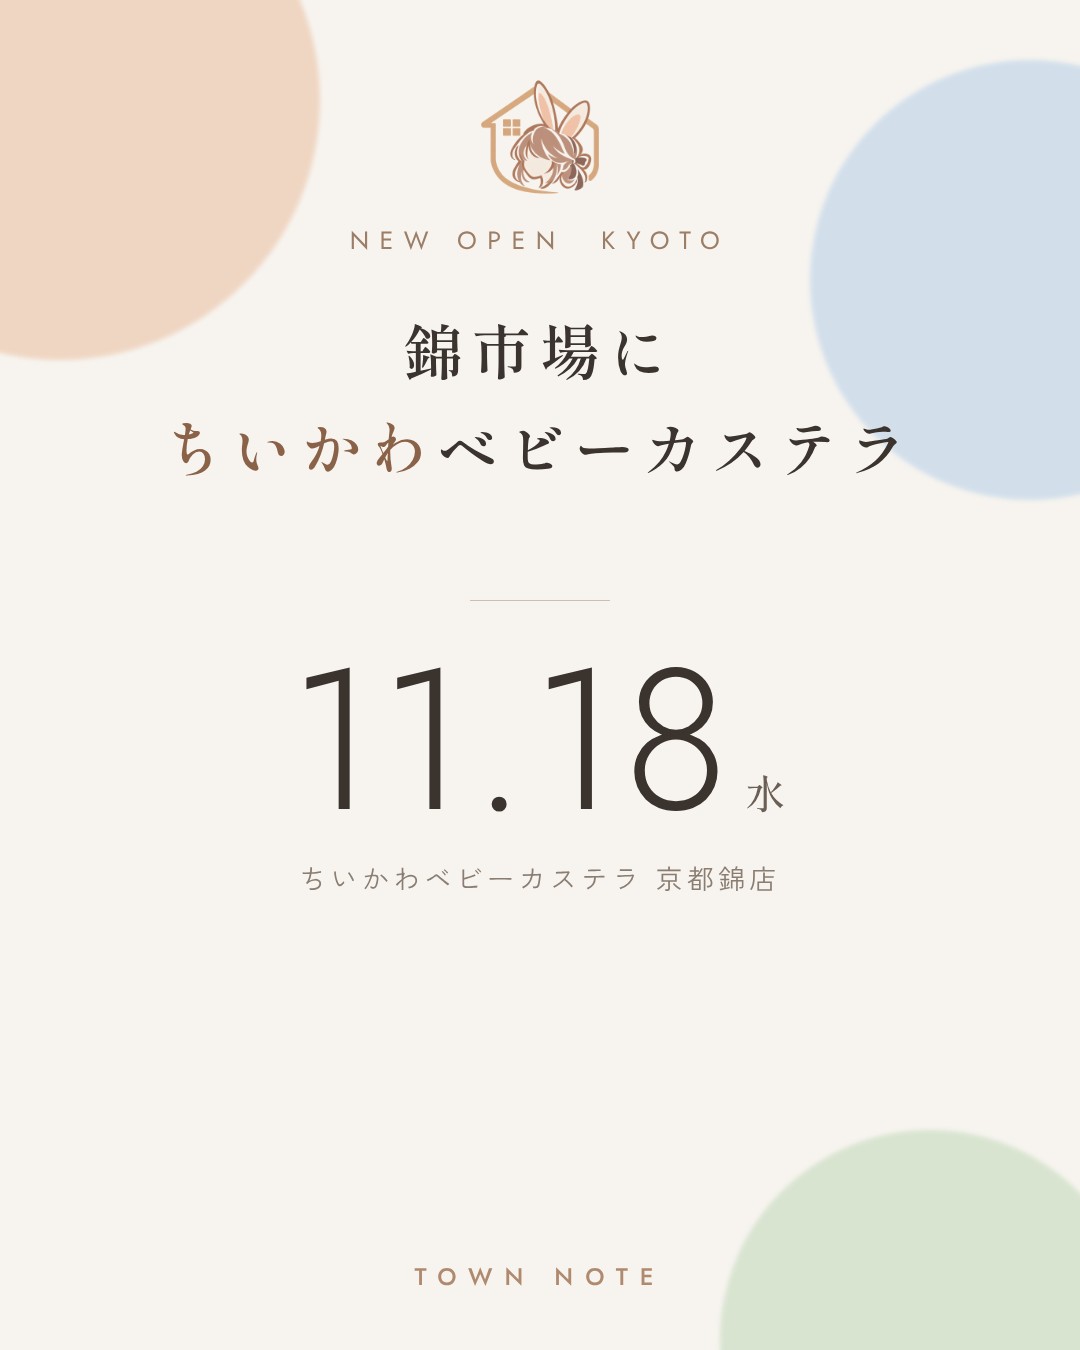 NEW OPEN KYOTO
錦市場に
ちいかわベビーカステラ
11.18 水
ちいかわベビーカステラ 京都錦店
TOWN NOTE